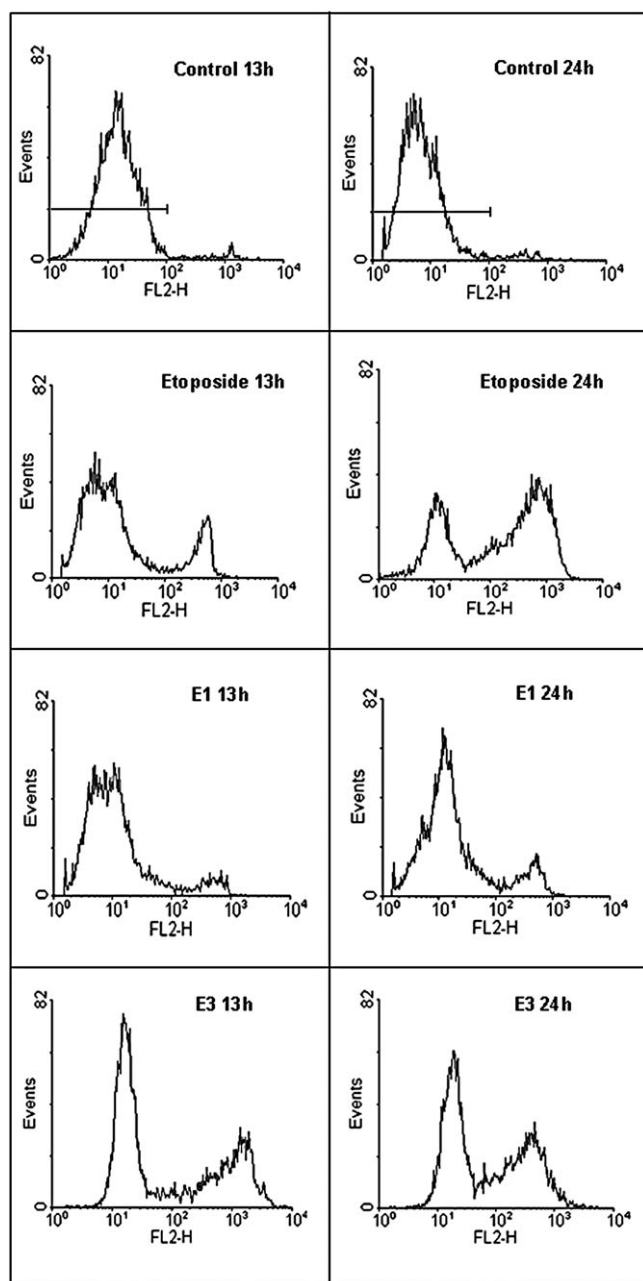 82
Control 13h
Events
0
10⁰ 10¹ 10² 10³ 10⁴
FL2-H
82
Control 24h
Events
0
10⁰ 10¹ 10² 10³ 10⁴
FL2-H
82
Etoposide 13h
Events
0
10⁰ 10¹ 10² 10³ 10⁴
FL2-H
82
Etoposide 24h
Events
0
10⁰ 10¹ 10² 10³ 10⁴
FL2-H
82
E1 13h
Events
0
10⁰ 10¹ 10² 10³ 10⁴
FL2-H
82
E1 24h
Events
0
10⁰ 10¹ 10² 10³ 10⁴
FL2-H
82
E3 13h
Events
0
10⁰ 10¹ 10² 10³ 10⁴
FL2-H
82
E3 24h
Events
0
10⁰ 10¹ 10² 10³ 10⁴
FL2-H